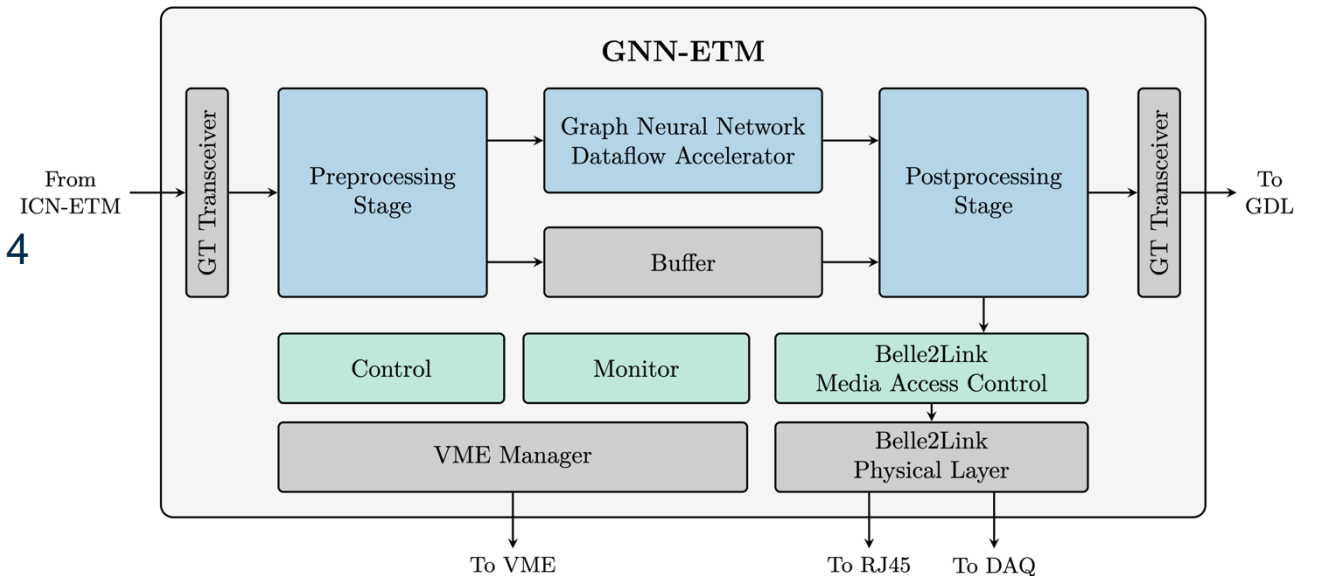 GNN-ETM
From
ICN-ETM
4
GT Transceiver
Preprocessing
Stage
Graph Neural Network
Dataflow Accelerator
Buffer
Postprocessing
Stage
GT Transceiver
To
GDL
Control
Monitor
Belle2Link
Media Access Control
VME Manager
Belle2Link
Physical Layer
To VME
To RJ45
To DAQ